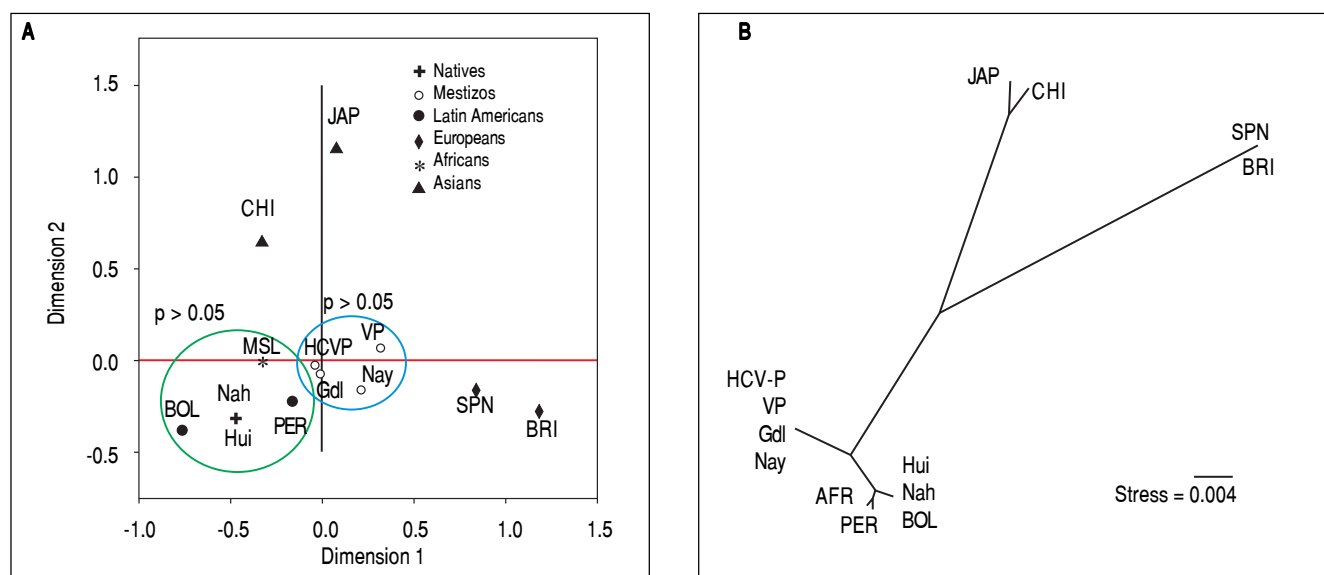 A
1.5
1.0
0.5
0.0
-0.5
Dimension 2
-1.0
-0.5
0.0
0.5
1.0
1.5
Dimension 1
Natives
Mestizos
Latin Americans
Europeans
Africans
Asians
JAP
CHI
p > 0.05
p > 0.05
VP
MSL
HCVP
Nah
Gdl
Nay
BOL
Hui
PER
SPN
BRI
B
JAP
CHI
SPN
BRI
HCV-P
VP
Gdl
Nay
Hui
AFR
Nah
PER
BOL
Stress = 0.004